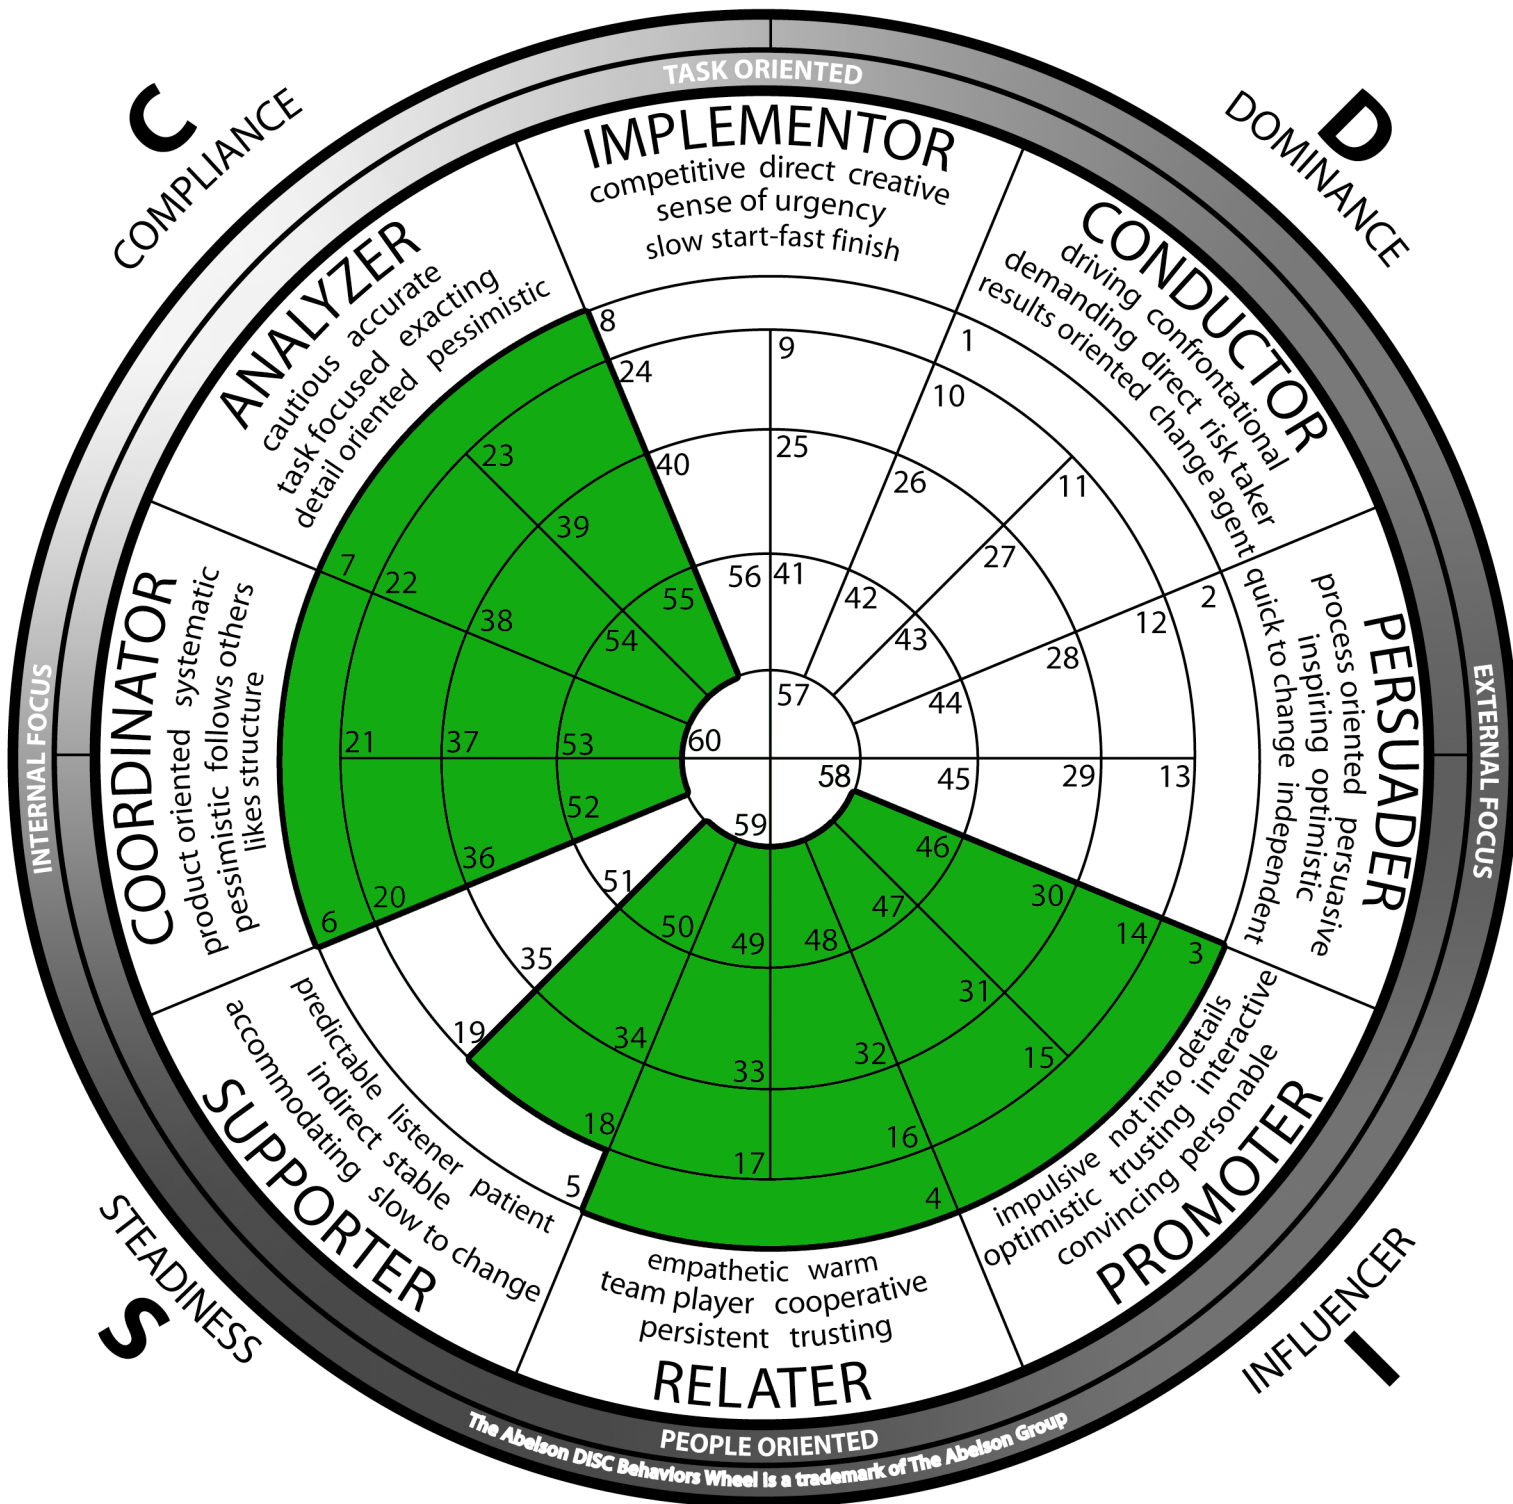 C
COMPLIANCE
D
DOMINANCE
TASK ORIENTED
IMPLEMENTOR
competitive direct creative
sense of urgency
slow start-fast finish
CONDUCTOR
driving confrontational
demanding direct risk taker
results oriented change agent
PERSUADER
process oriented persuasive
inspiring optimistic
quick to change independent
EXTERNAL FOCUS
PROMOTER
impulsive not into details
optimistic trusting interactive
convincing personable
I
INFLUENCER
empathetic warm
team player cooperative
persistent trusting
RELATER
PEOPLE ORIENTED
The Abelson DISC Behaviors Wheel is a trademark of The Abelson Group
SUPPORTER
predictable listener patient
indirect stable
accommodating slow to change
STEADINESS
S
COORDINATOR
product oriented systematic
pessimistic follows others
likes structure
INTERNAL FOCUS
ANALYZER
cautious accurate
task focused exacting
detail oriented pessimistic
1
2
3
4
5
6
7
8
9
10
11
12
13
14
15
16
17
18
19
20
21
22
23
24
25
26
27
28
29
30
31
32
33
34
35
36
37
38
39
40
41
42
43
44
45
46
47
48
49
50
51
52
53
54
55
56
57
58
59
60